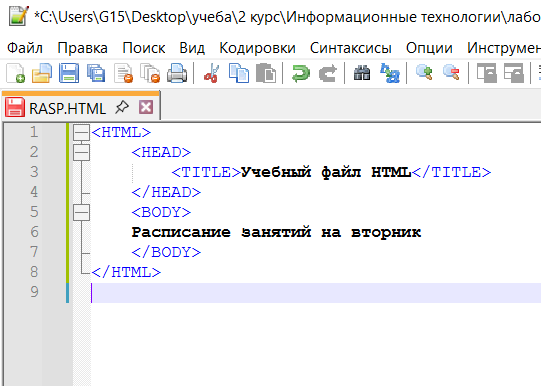 *C:\Users\G15\Desktop\учеба\2 курс\Информационные технологии\лабо
Файл Правка Поиск Вид Кодировки Синтаксисы Опции Инструмен
RASP.HTML
1 <HTML>
2 <HEAD>
3 <TITLE>Учебный файл HTML</TITLE>
4 </HEAD>
5 <BODY>
6 Расписание занятий на вторник
7 </BODY>
8 </HTML>
9